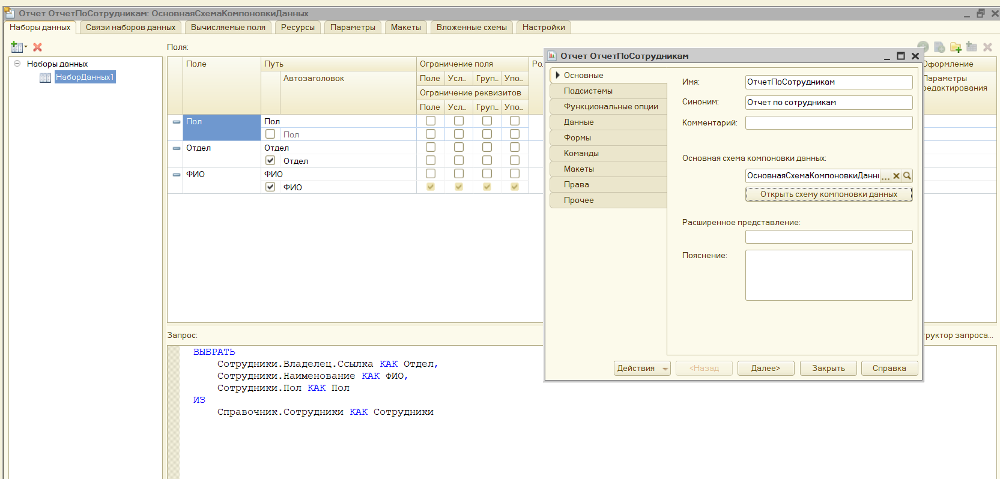 Отчет ОтчетПоСотрудникам: ОсновнаяСхемаКомпоновкиДанных
Наборы данных
Связи наборов данных
Вычисляемые поля
Ресурсы
Параметры
Макеты
Вложенные схемы
Настройки
Наборы данных
НаборДанных1
Поля:
Поле
Путь
Ограничение поля
Автозаголовок
Поле Усл... Груп... Упо...
Ограничение реквизитов
Поле Усл... Груп... Упо...
Оформление
Параметры
редактирования
Пол
Пол
Пол
Отдел
Отдел
Отдел
ФИО
ФИО
ФИО
Запрос:
ВЫБРАТЬ
Сотрудники.Владелец.Ссылка КАК Отдел,
Сотрудники.Наименование КАК ФИО,
Сотрудники.Пол КАК Пол
ИЗ
Справочник.Сотрудники КАК Сотрудники
Отчет ОтчетПоСотрудникам
Основные
Подсистемы
Функциональные опции
Данные
Формы
Команды
Макеты
Права
Прочее
Имя:
ОтчетПоСотрудникам
Синоним:
Отчет по сотрудникам
Комментарий:
Основная схема компоновки данных:
ОсновнаяСхемаКомпоновкиДанн
...
Открыть схему компоновки данных
Расширенное представление:
Пояснение:
Действия
<Назад
Далее>
Закрыть
Справка
запроса...